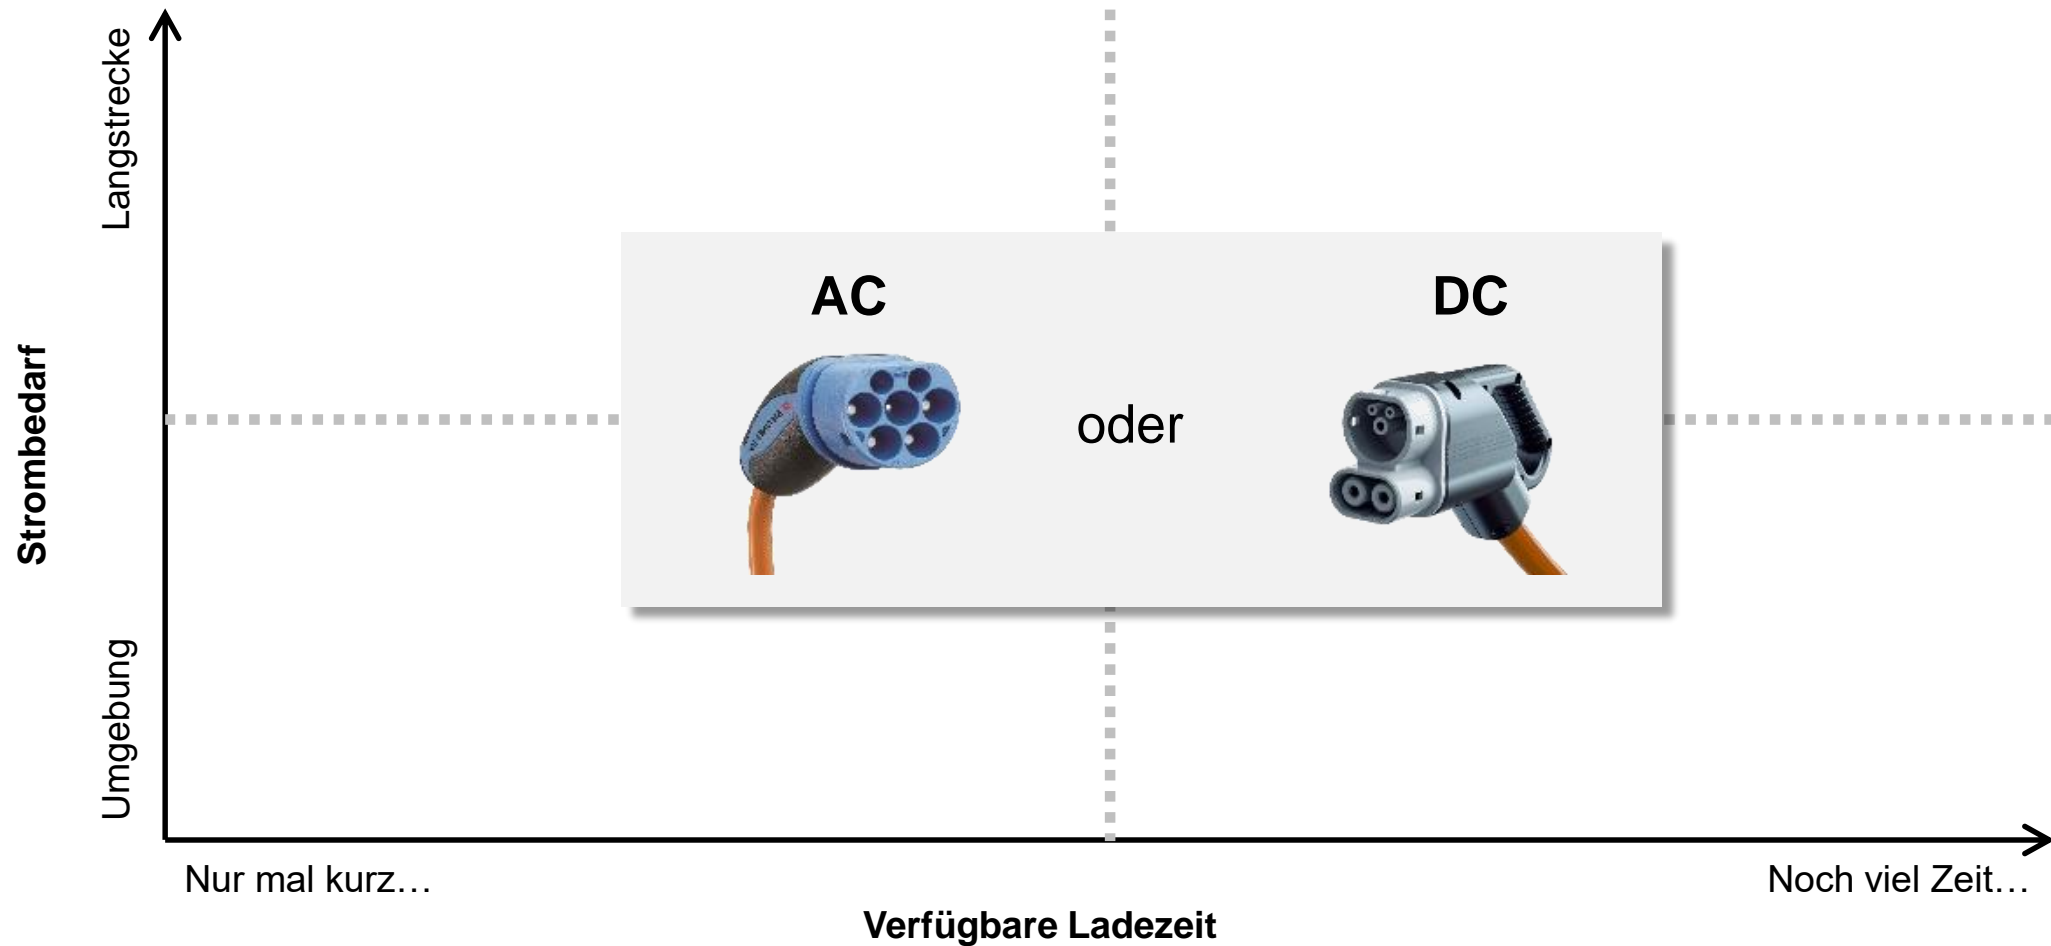 Langstrecke
AC
DC
oder
Strombedarf
Umgebung
Nur mal kurz…
Noch viel Zeit…
Verfügbare Ladezeit